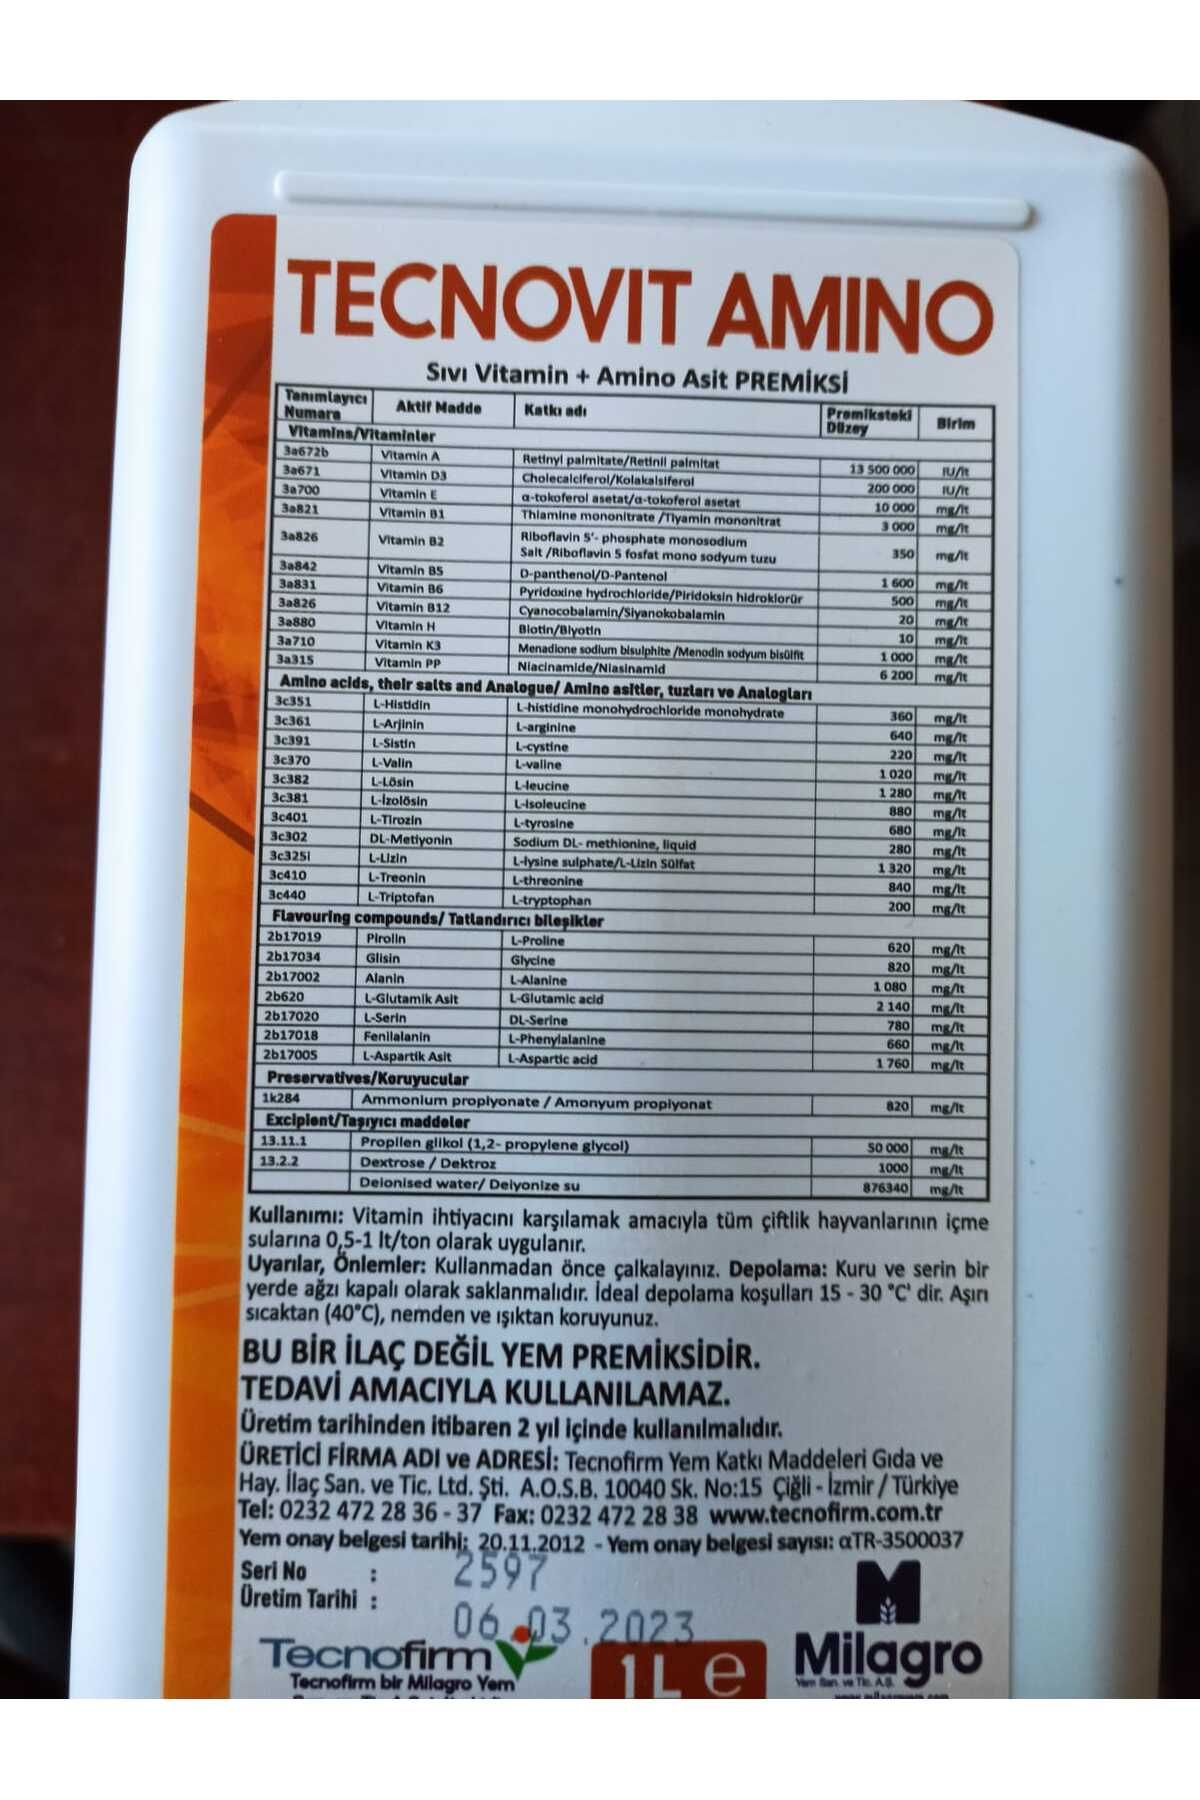 TECNOVIT AMINO
Sıvı Vitamin + Amino Asit PREMİKSİ
Tanımlayıcı Numara Aktif Madde Katkı adı Premiksteki Düzey Birim
Vitamins/Vitaminler
3a672b Vitamin A Retinyl palmitate/Retinil palmitat 13 500 000 IU/lt
3a671 Vitamin D3 Cholecalciferol/Kolakalsiferol 200 000 IU/lt
3a700 Vitamin E α-tokoferol asetat/α-tokoferol asetat 10 000 mg/lt
3a821 Vitamin B1 Thiamine mononitrate /Tiyamin mononitrat 3 000 mg/lt
3a826 Vitamin B2 Riboflavin 5'- phosphate monosodium
Salt /Riboflavin 5 fosfat mono sodyum tuzu 350 mg/lt
3a842 Vitamin B5 D-panthenol/D-Pantenol 1 600 mg/lt
3a831 Vitamin B6 Pyridoxine hydrochloride/Piridoksin hidroklorür 500 mg/lt
3a826 Vitamin B12 Cyanocobalamin/Siyanokobalamin 20 mg/lt
3a880 Vitamin H Biotin/Biyotin 10 mg/lt
3a710 Vitamin K3 Menadione sodium bisulphite /Menodin sodyum bisülfit 1 000 mg/lt
3a315 Vitamin PP Niacinamide/Niasinamid 6 200 mg/lt
Amino acids, their salts and Analogue/ Amino asitler, tuzları ve Analogları
3c351 L-Histidin L-histidine monohydrochloride monohydrate 360 mg/lt
3c361 L-Arjinin L-arginine 640 mg/lt
3c391 L-Sistin L-cystine 220 mg/lt
3c370 L-Valin L-valine 1 020 mg/lt
3c382 L-Lösin L-leucine 1 280 mg/lt
3c381 L-İzolösin L-isoleucine 880 mg/lt
3c401 L-Tirozin L-tyrosine 680 mg/lt
3c302 DL-Metiyonin Sodium DL- methionine, liquid 280 mg/lt
3c325i L-Lizin L-lysine sulphate/L-Lizin Sülfat 1 320 mg/lt
3c410 L-Treonin L-threonine 840 mg/lt
3c440 L-Triptofan L-tryptophan 200 mg/lt
Flavouring compounds/ Tatlandırıcı bileşikler
2b17019 Pirolin L-Proline 620 mg/lt
2b17034 Glisin Glycine 820 mg/lt
2b17002 Alanin L-Alanine 1 080 mg/lt
2b620 L-Glutamik Asit L-Glutamic acid 2 140 mg/lt
2b17020 L-Serin DL-Serine 780 mg/lt
2b17018 Fenilalanin L-Phenylalanine 660 mg/lt
2b17005 L-Aspartik Asit L-Aspartic acid 1 760 mg/lt
Preservatives/Koruyucular
1k284 Ammonium propiyonate / Amonyum propiyonat 820 mg/lt
Excipient/Taşıyıcı maddeler
13.11.1 Propilen glikol (1,2- propylene glycol) 50 000 mg/lt
13.2.2 Dextrose / Dektroz 1000 mg/lt
Deionised water/ Deiyonize su 876340 mg/lt
Kullanımı: Vitamin ihtiyacını karşılamak amacıyla tüm çiftlik hayvanlarının içme
sularına 0,5-1 lt/ton olarak uygulanır.
Uyarılar, Önlemler: Kullanmadan önce çalkalayınız. Depolama: Kuru ve serin bir
yerde ağzı kapalı olarak saklanmalıdır. İdeal depolama koşulları 15 - 30 °C' dir. Aşırı
sıcaktan (40°C), nemden ve ışıktan koruyunuz.
BU BİR İLAÇ DEĞİL YEM PREMİKSİDİR.
TEDAVİ AMACIYLA KULLANILAMAZ.
Üretim tarihinden itibaren 2 yıl içinde kullanılmalıdır.
ÜRETİCİ FİRMA ADI ve ADRESİ: Tecnofirm Yem Katkı Maddeleri Gıda ve
Hay. İlaç San. ve Tic. Ltd. Şti. A.O.S.B. 10040 Sk. No:15 Çiğli - İzmir / Türkiye
Tel: 0232 472 28 36 - 37 Fax: 0232 472 28 38 www.tecnofirm.com.tr
Yem onay belgesi tarihi: 20.11.2012 - Yem onay belgesi sayısı: αTR-3500037
Seri No : 2597
Üretim Tarihi : 06.03.2023
Tecnofirm
Tecnofirm bir Milagro Yem
1L e
Milagro
Yem San. ve Tic. A.Ş.